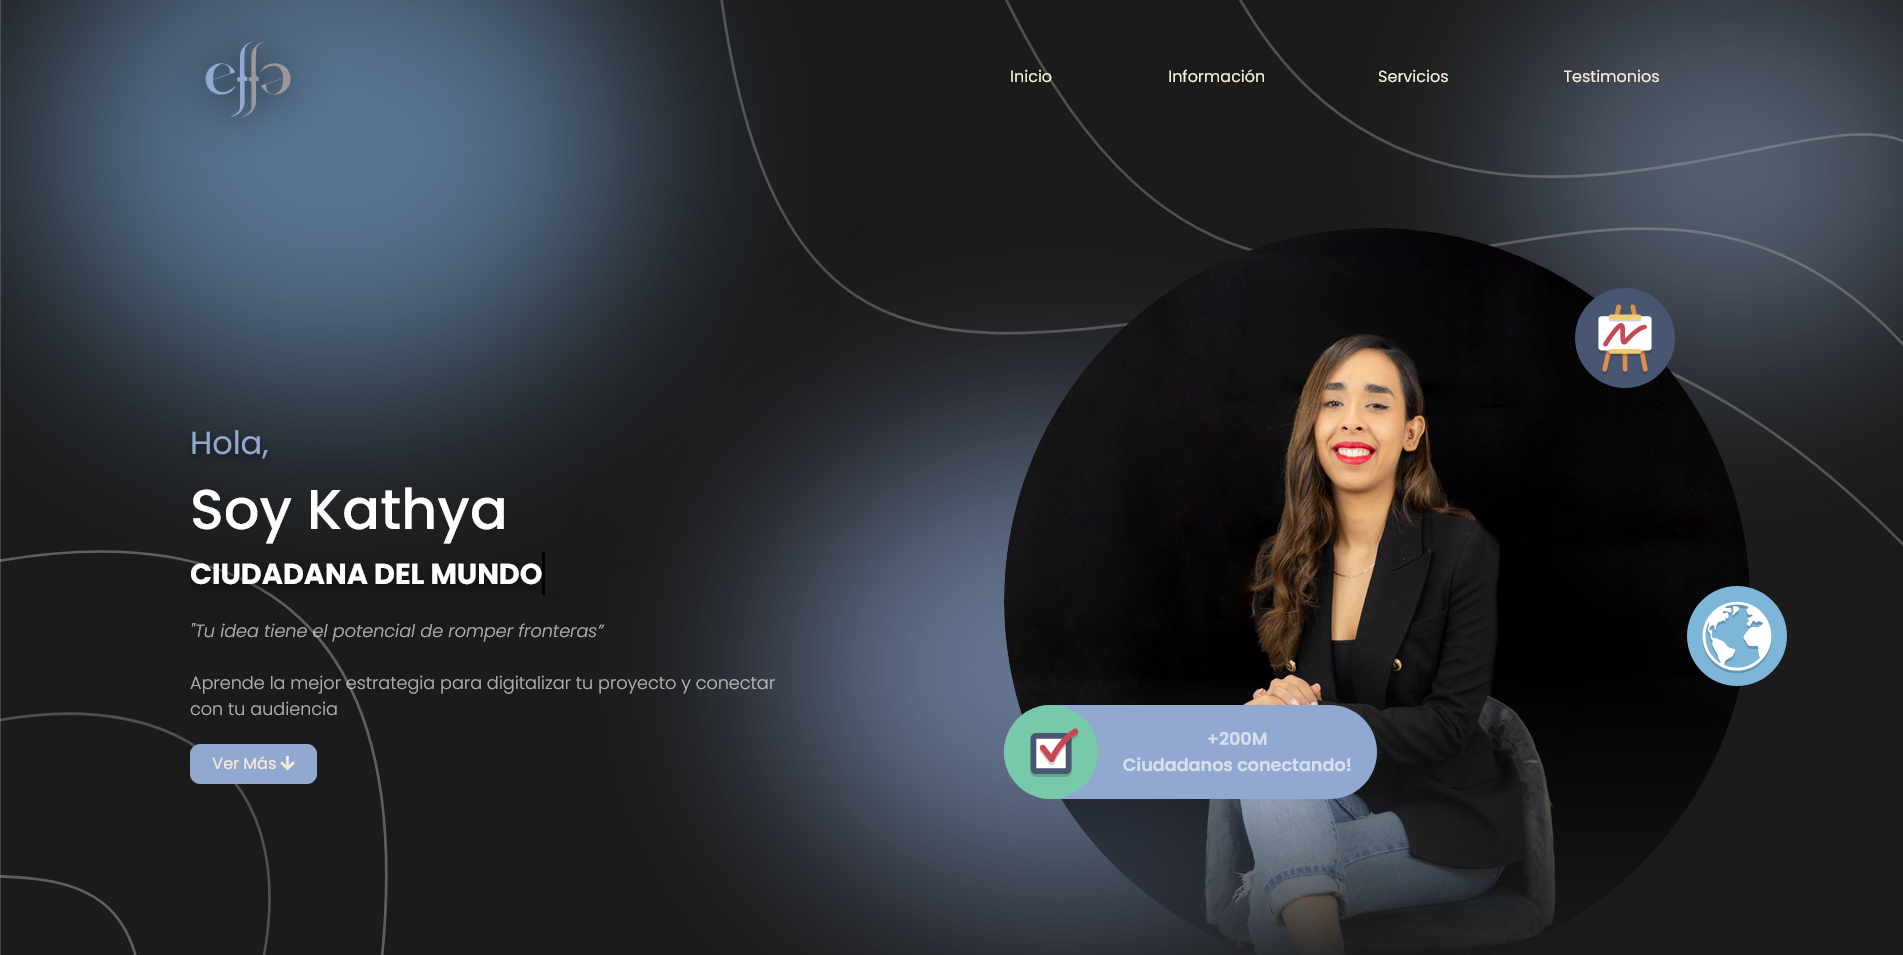 effe
Inicio
Información
Servicios
Testimonios
Hola,
Soy Kathya
CIUDADANA DEL MUNDO
"Tu idea tiene el potencial de romper fronteras”
Aprende la mejor estrategia para digitalizar tu proyecto y conectar
con tu audiencia
Ver Más
+200M
Ciudadanos conectando!